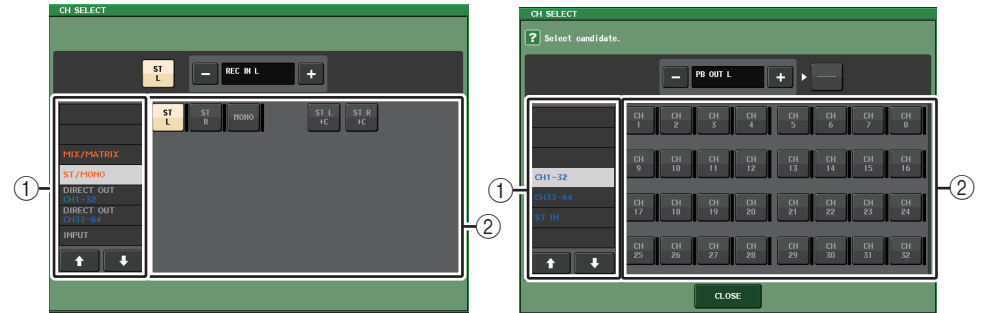 CH SELECT
ST L
−
REC IN L
+
MIX/MATRIX
ST/MONO
DIRECT OUT
CH1-32
DIRECT OUT
CH33-64
INPUT
ST L
ST R
MONO
ST L +C
ST R +C
①
②
CH SELECT
? Select candidate.
−
PB OUT L
+
----
CH1-32
CH33-64
ST IN
CH 1 CH 2 CH 3 CH 4 CH 5 CH 6 CH 7 CH 8
CH 9 CH 10 CH 11 CH 12 CH 13 CH 14 CH 15 CH 16
CH 17 CH 18 CH 19 CH 20 CH 21 CH 22 CH 23 CH 24
CH 25 CH 26 CH 27 CH 28 CH 29 CH 30 CH 31 CH 32
CLOSE
①
②